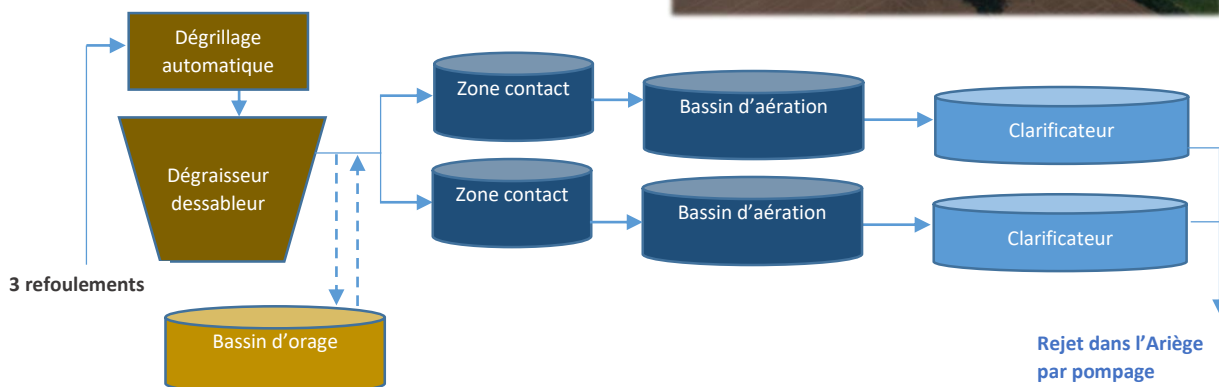 Dégrillage
automatique
Zone contact
Bassin d'aération
Clarificateur
Dégraisseur
dessableur
Zone contact
Bassin d'aération
Clarificateur
3 refoulements
Bassin d'orage
Rejet dans l'Ariège
par pompage